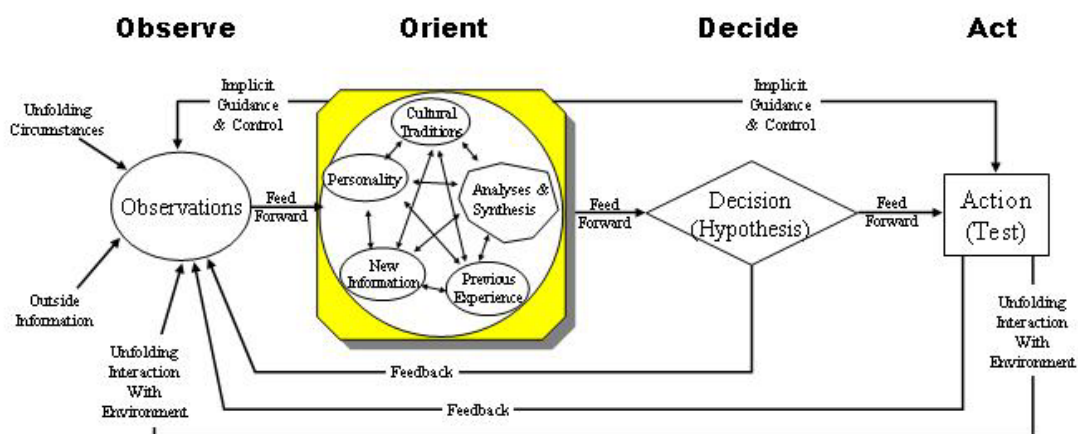 Observe
Orient
Decide
Act
Implicit
Guidance
& Control
Implicit
Guidance
& Control
Unfolding
Circumstances
Cultural
Traditions
Personality
Analyses &
Synthesis
Observations
Feed
Forward
Feed
Forward
Decision
(Hypothesis)
Feed
Forward
Action
(Test)
New
Information
Previous
Experience
Outside
Information
Unfolding
Interaction
With
Environment
Unfolding
Interaction
With
Environment
Feedback
Feedback